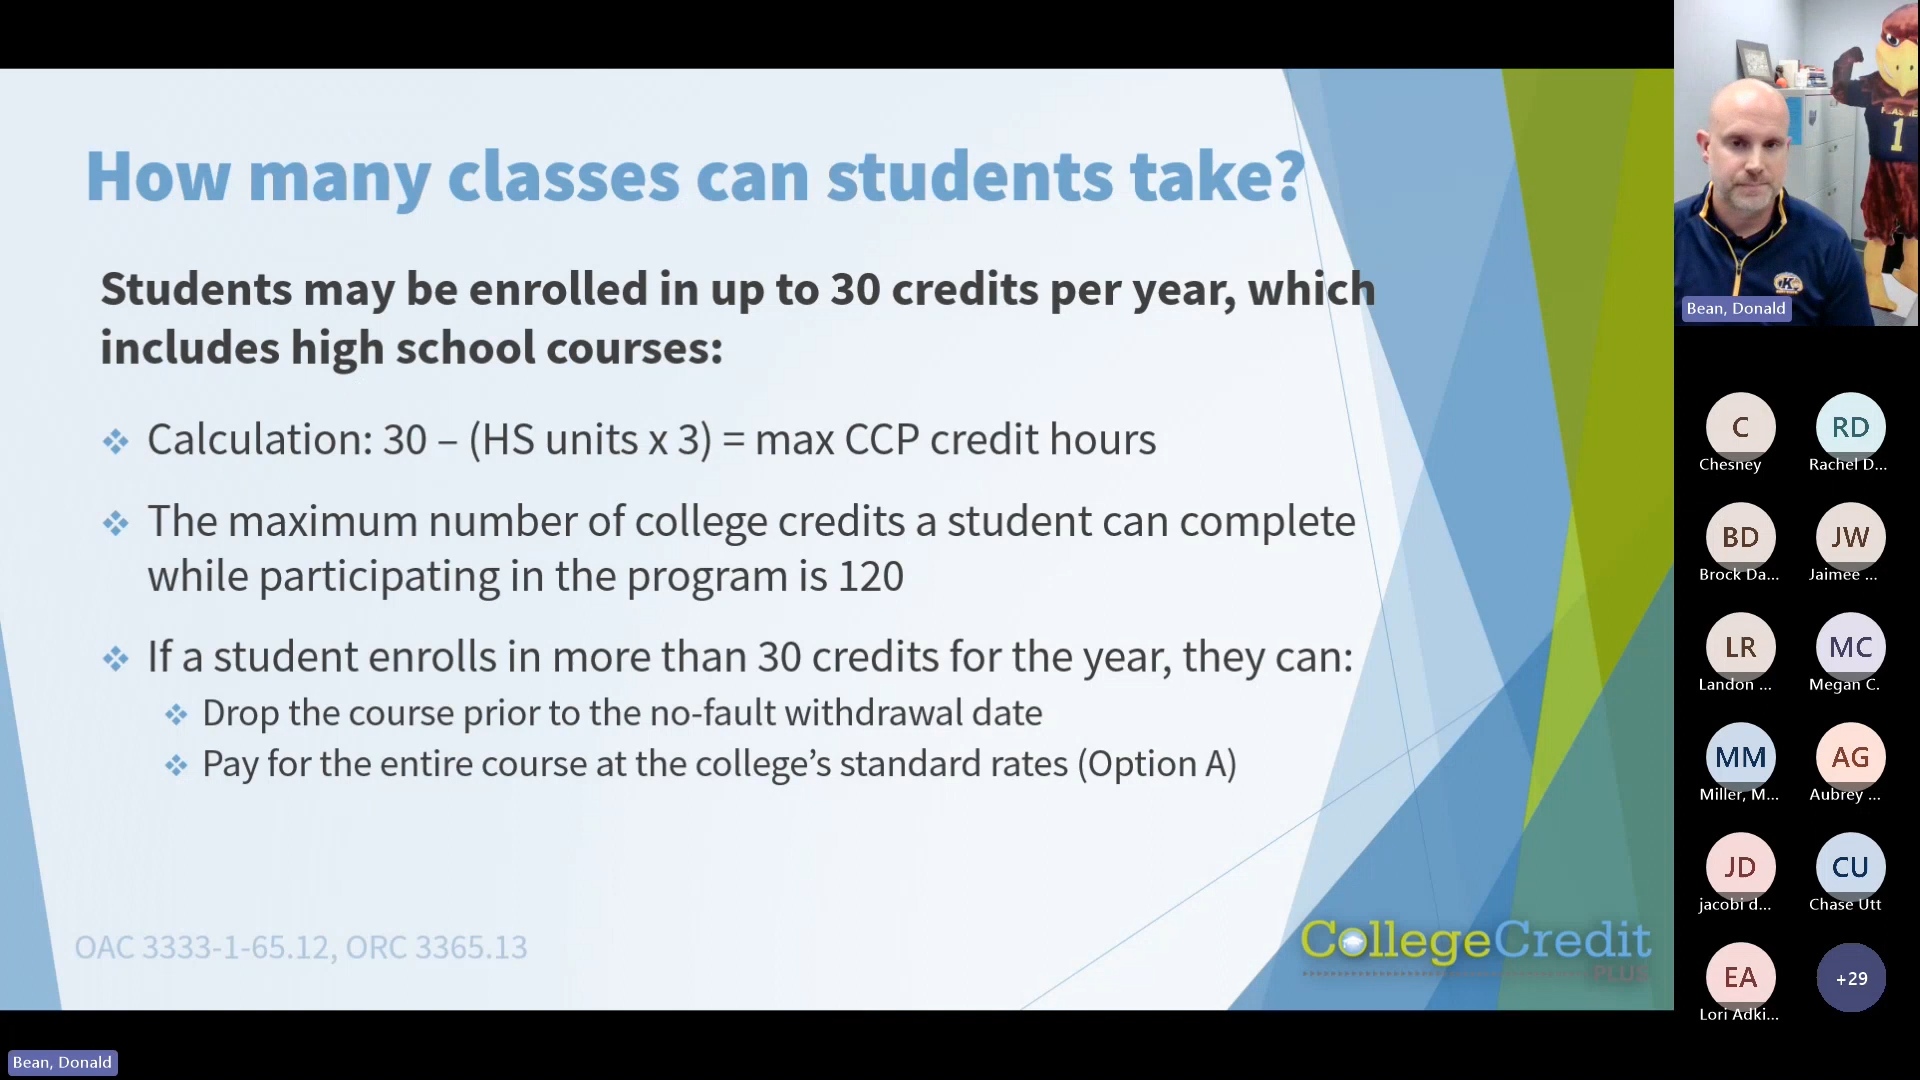 How many classes can students take?
Students may be enrolled in up to 30 credits per year, which
includes high school courses:
Calculation: 30 – (HS units x 3) = max CCP credit hours
The maximum number of college credits a student can complete
while participating in the program is 120
If a student enrolls in more than 30 credits for the year, they can:
Drop the course prior to the no-fault withdrawal date
Pay for the entire course at the college’s standard rates (Option A)
OAC 3333-1-65.12, ORC 3365.13
CollegeCredit
PLUS
1
K
Bean, Donald
C
Chesney
RD
Rachel D...
BD
Brock Da...
JW
Jaimee ...
LR
Landon ...
MC
Megan C.
MM
Miller, M...
AG
Aubrey ...
JD
jacobi d...
CU
Chase Utt
EA
Lori Adki...
+29
Bean, Donald